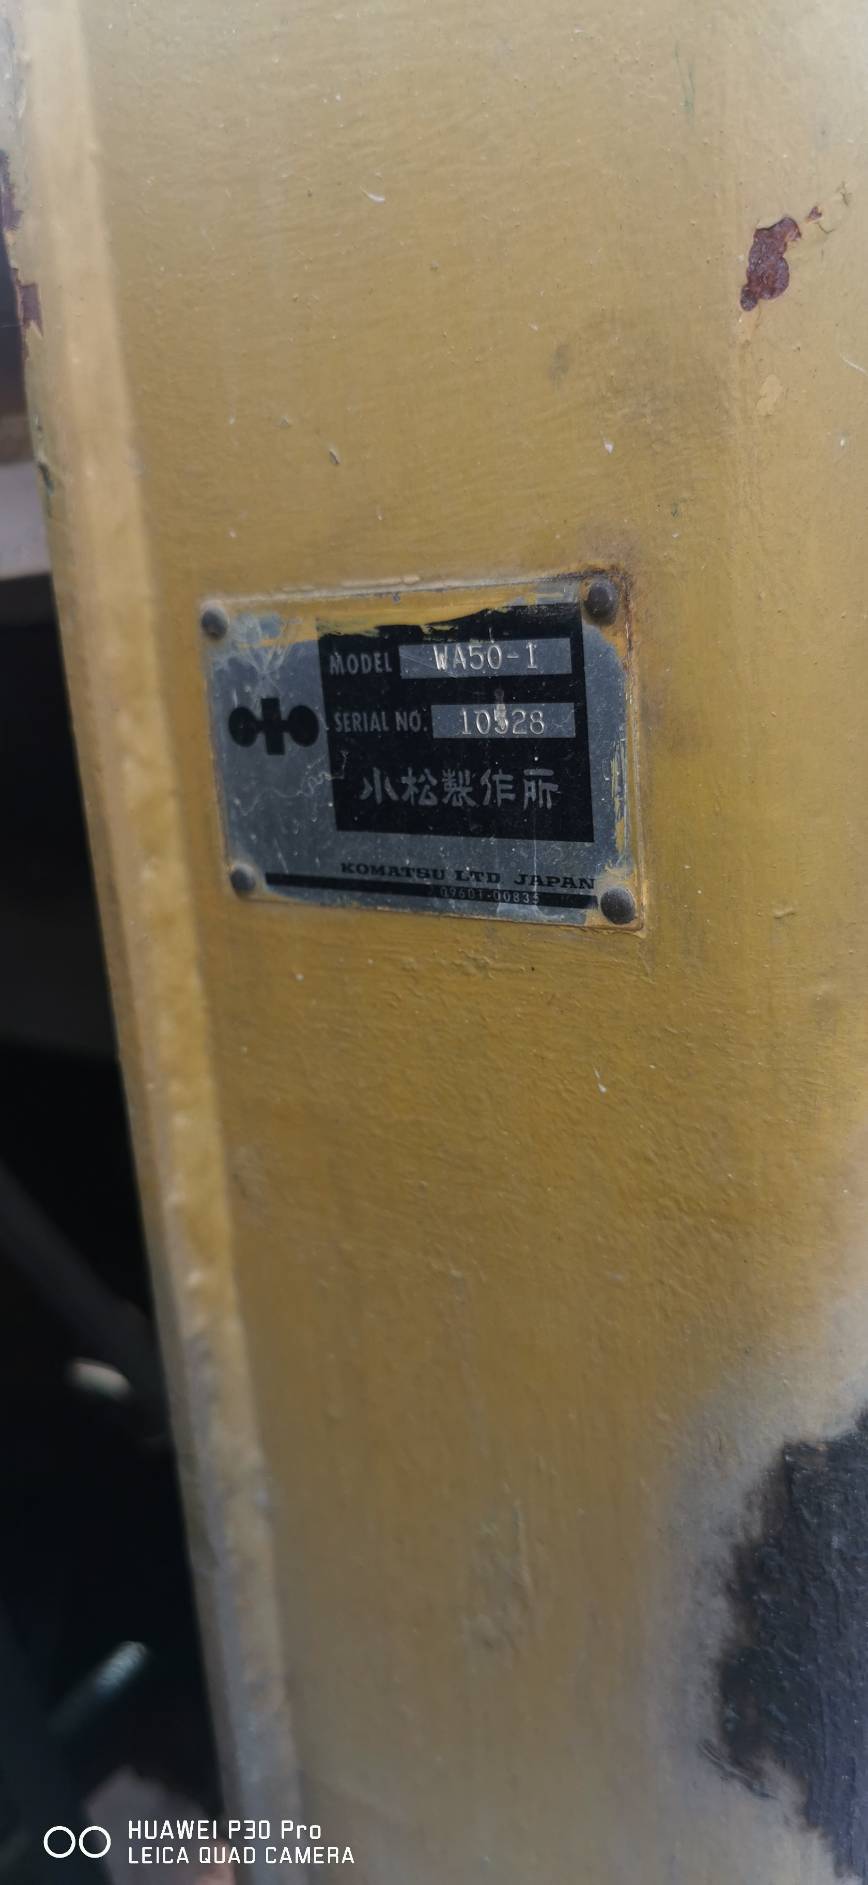 MODEL WA50-1
SERIAL NO. 10528
小松製作所
KOMATSU LTD JAPAN
HUAWEI P30 Pro
LEICA QUAD CAMERA